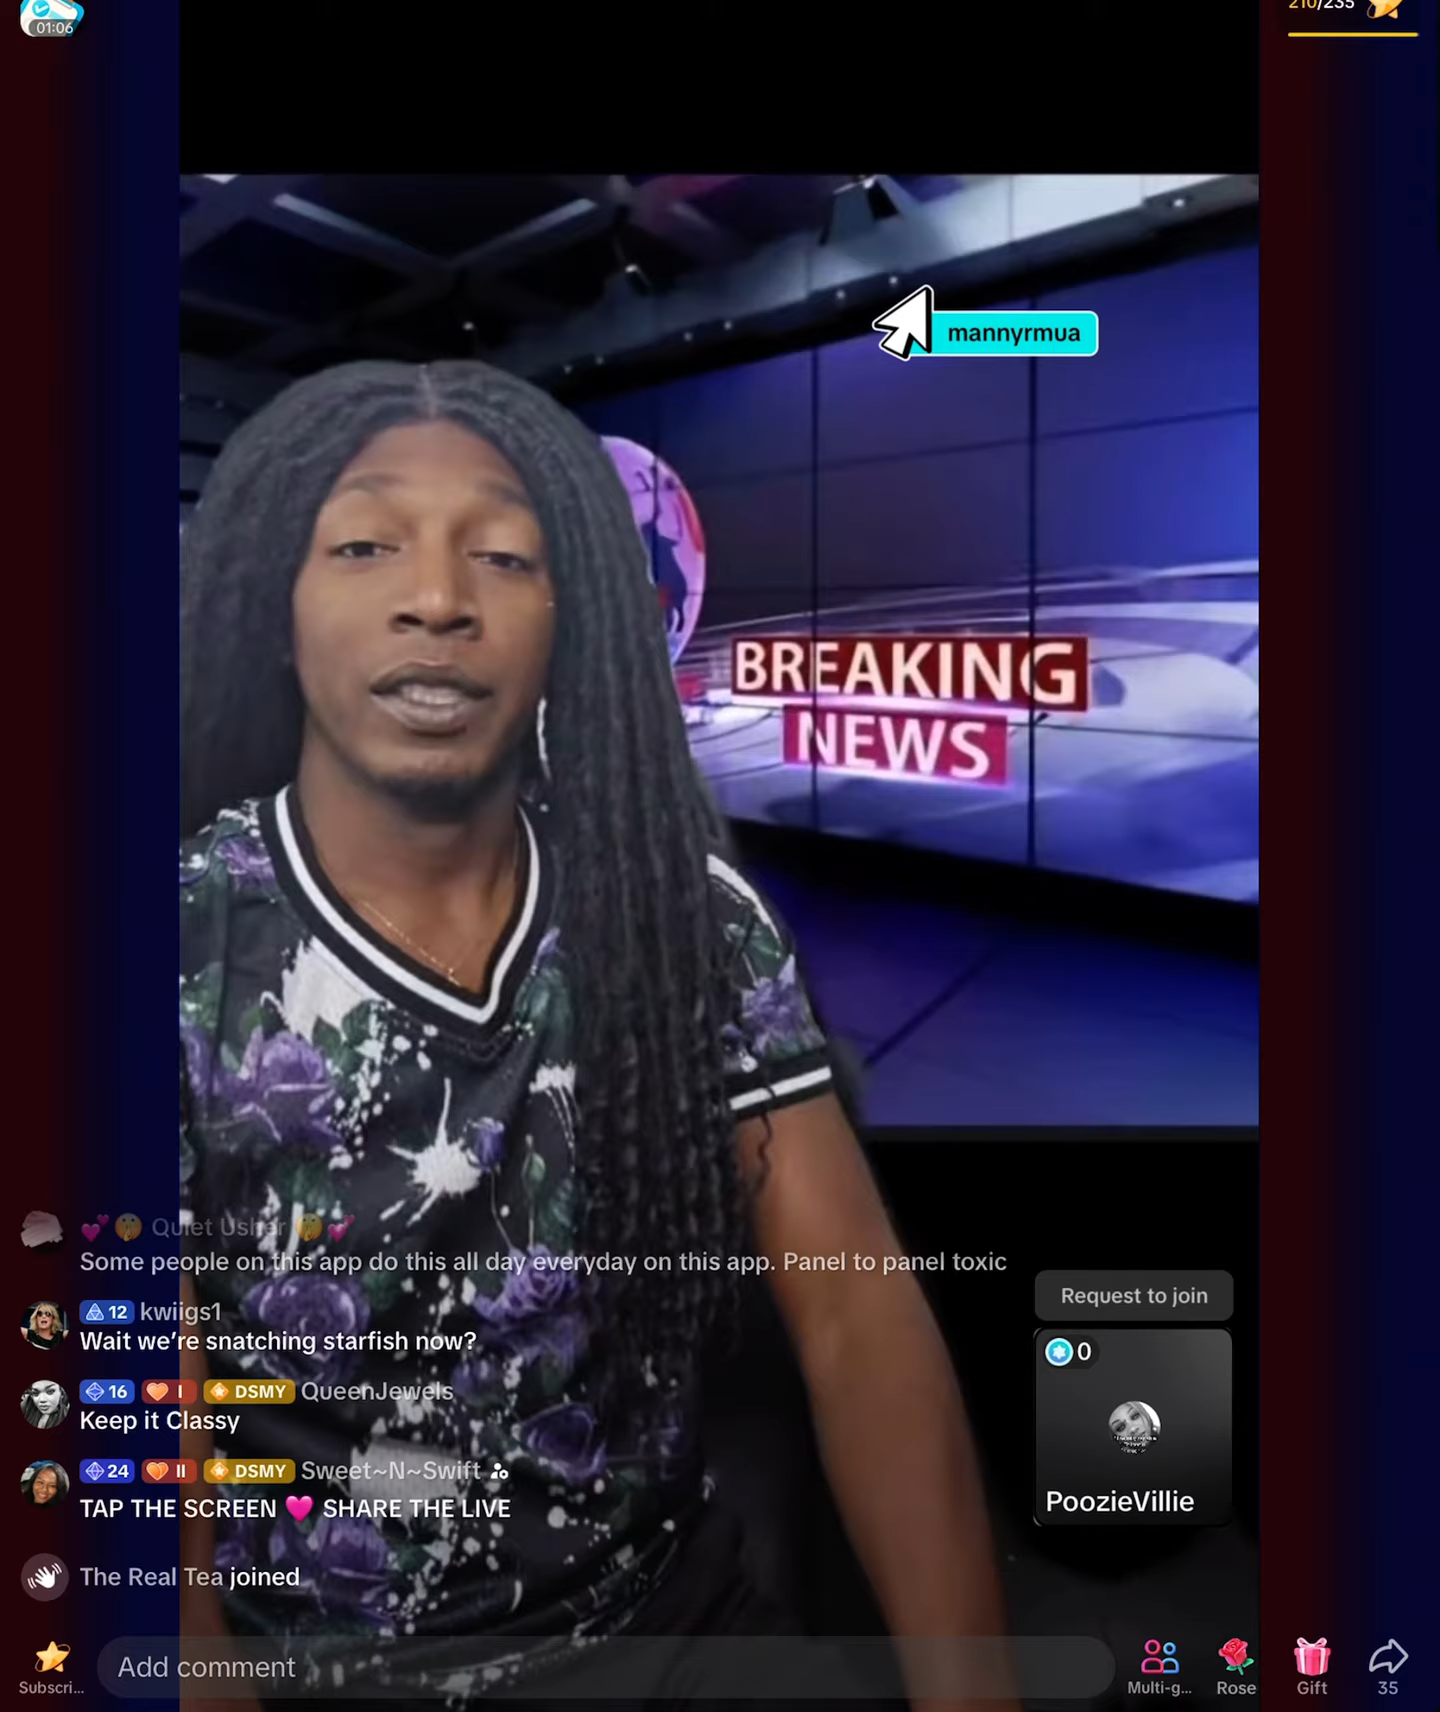 01:06
210/235
mannyrmua
BREAKING
NEWS
💕🤫 Quiet Usher 🤫💕
Some people on this app do this all day everyday on this app. Panel to panel toxic
Request to join
12 kwiigs1
Wait we're snatching starfish now?
0
16 I DSMY QueenJewels
Keep it Classy
24 II DSMY Sweet~N~Swift
TAP THE SCREEN 💗 SHARE THE LIVE
PoozieVillie
The Real Tea joined
Add comment
Subscri... Multi-g... Rose Gift 35